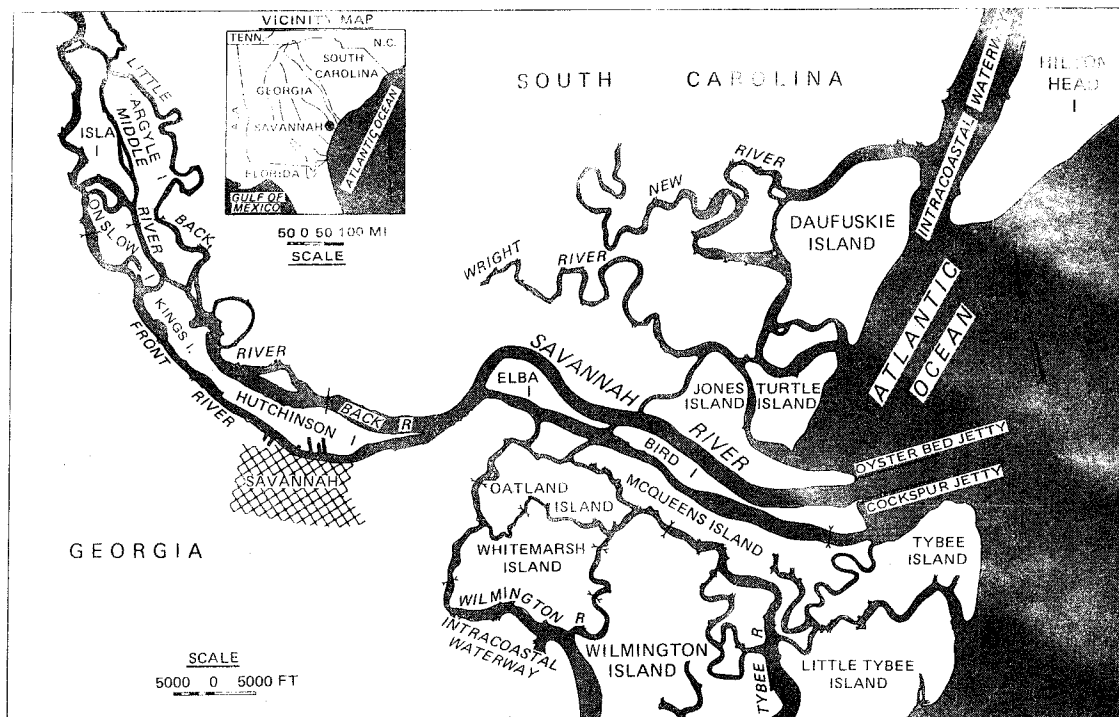 VICINITY MAP
TENN.
N.C.
SOUTH
CAROLINA
GEORGIA
SAVANNAH
ATLANTIC OCEAN
FLORIDA
GULF OF
MEXICO
50 0 50 100 MI
SCALE
SOUTH CAROLINA
HILTON
HEAD
I
INTRACOASTAL WATERWAY
LITTLE
ARGYLE I
MIDDLE
RIVER
ISLA
I
ONSLOW I
BACK
RIVER
KINGS I.
FRONT
RIVER
HUTCHINSON
I
BACK R
SAVANNAH
NEW
RIVER
WRIGHT
RIVER
DAUFUSKIE
ISLAND
ATLANTIC
OCEAN
SAVANNAH
RIVER
ELBA
I
JONES
ISLAND
TURTLE
ISLAND
BIRD
I
OYSTER BED JETTY
COCKSPUR JETTY
OATLAND
ISLAND
MCQUEENS ISLAND
WHITEMARSH
ISLAND
TYBEE
ISLAND
GEORGIA
WILMINGTON
R
INTRACOASTAL
WATERWAY
WILMINGTON
ISLAND
TYBEE R
LITTLE TYBEE
ISLAND
SCALE
5000 0 5000 FT